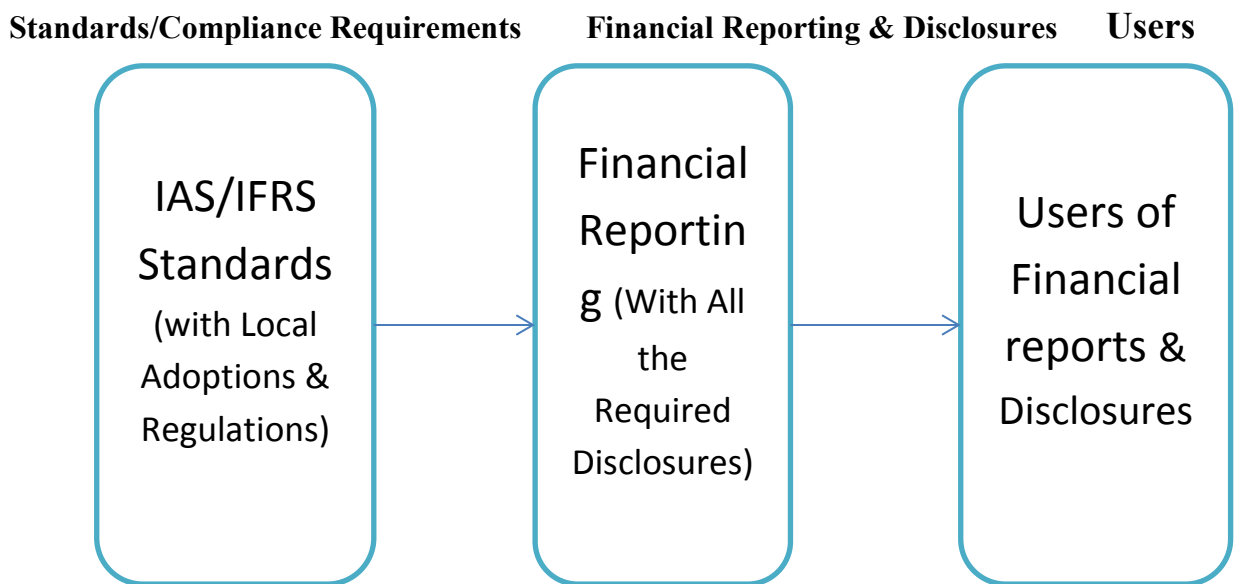 Standards/Compliance Requirements
Financial Reporting & Disclosures
Users
IAS/IFRS
Standards
(with Local
Adoptions &
Regulations)
Financial
Reportin
g (With All
the
Required
Disclosures)
Users of
Financial
reports &
Disclosures